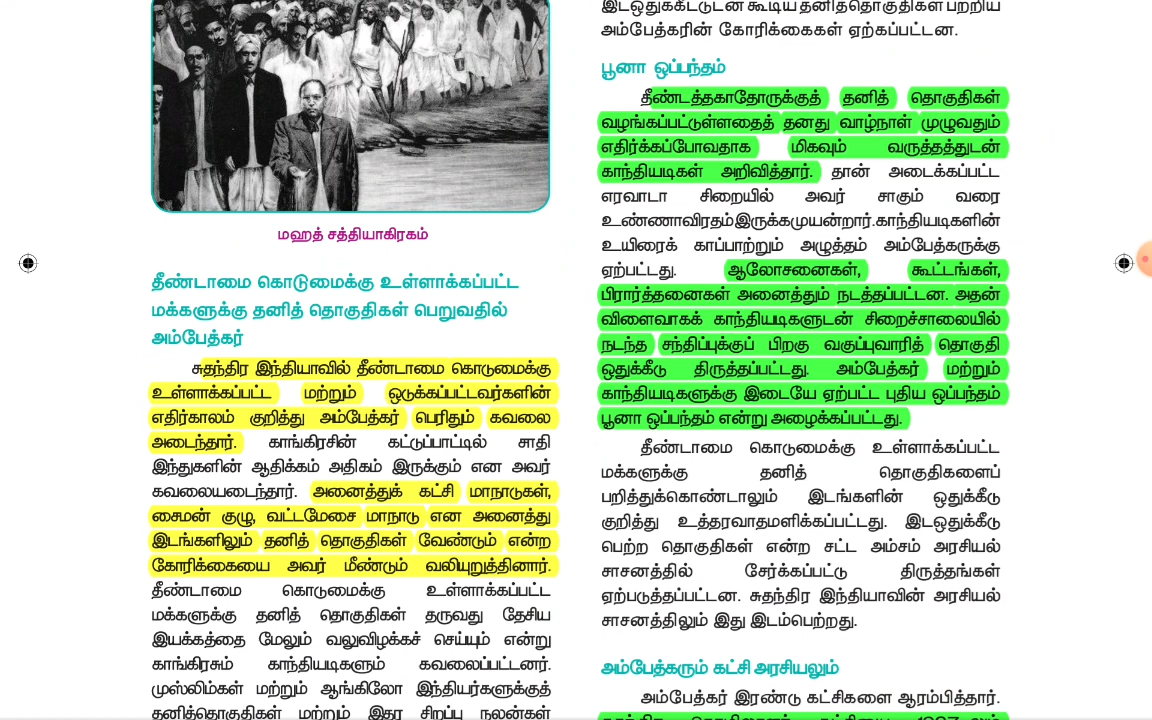 மஹத் சத்தியாகிரகம்
தீண்டாமை கொடுமைக்கு உள்ளாக்கப்பட்ட
மக்களுக்கு தனித் தொகுதிகள் பெறுவதில்
அம்பேத்கர்
சுதந்திர இந்தியாவில் தீண்டாமை கொடுமைக்கு
உள்ளாக்கப்பட்ட மற்றும் ஒடுக்கப்பட்டவர்களின்
எதிர்காலம் குறித்து அம்பேத்கர் பெரிதும் கவலை
அடைந்தார். காங்கிரசின் கட்டுப்பாட்டில் சாதி
இந்துகளின் ஆதிக்கம் அதிகம் இருக்கும் என அவர்
கவலையடைந்தார். அனைத்துக் கட்சி மாநாடுகள்,
சைமன் குழு, வட்டமேசை மாநாடு என அனைத்து
இடங்களிலும் தனித் தொகுதிகள் வேண்டும் என்ற
கோரிக்கையை அவர் மீண்டும் வலியுறுத்தினார்.
தீண்டாமை கொடுமைக்கு உள்ளாக்கப்பட்ட
மக்களுக்கு தனித் தொகுதிகள் தருவது தேசிய
இயக்கத்தை மேலும் வலுவிழக்கச் செய்யும் என்று
காங்கிரசும் காந்தியடிகளும் கவலைப்பட்டனர்.
முஸ்லிம்கள் மற்றும் ஆங்கிலோ இந்தியர்களுக்குத்
தனித்தொகுதிகள் மற்றும் இதர சிறப்பு நலன்கள்
இடஒதுக்கீட்டுடன் கூடிய தனித்தொகுதிகள் பற்றிய
அம்பேத்கரின் கோரிக்கைகள் ஏற்கப்பட்டன.
பூனா ஒப்பந்தம்
தீண்டத்தகாதோருக்குத் தனித் தொகுதிகள்
வழங்கப்பட்டுள்ளதைத் தனது வாழ்நாள் முழுவதும்
எதிர்க்கப்போவதாக மிகவும் வருத்தத்துடன்
காந்தியடிகள் அறிவித்தார். தான் அடைக்கப்பட்ட
எரவாடா சிறையில் அவர் சாகும் வரை
உண்ணாவிரதம்இருக்கமுயன்றார்.காந்தியடிகளின்
உயிரைக் காப்பாற்றும் அழுத்தம் அம்பேத்கருக்கு
ஏற்பட்டது. ஆலோசனைகள், கூட்டங்கள்,
பிரார்த்தனைகள் அனைத்தும் நடத்தப்பட்டன. அதன்
விளைவாகக் காந்தியடிகளுடன் சிறைச்சாலையில்
நடந்த சந்திப்புக்குப் பிறகு வகுப்புவாரித் தொகுதி
ஒதுக்கீடு திருத்தப்பட்டது. அம்பேத்கர் மற்றும்
காந்தியடிகளுக்கு இடையே ஏற்பட்ட புதிய ஒப்பந்தம்
பூனா ஒப்பந்தம் என்று அழைக்கப்பட்டது.
தீண்டாமை கொடுமைக்கு உள்ளாக்கப்பட்ட
மக்களுக்கு தனித் தொகுதிகளைப்
பறித்துக்கொண்டாலும் இடங்களின் ஒதுக்கீடு
குறித்து உத்தரவாதமளிக்கப்பட்டது. இடஒதுக்கீடு
பெற்ற தொகுதிகள் என்ற சட்ட அம்சம் அரசியல்
சாசனத்தில் சேர்க்கப்பட்டு திருத்தங்கள்
ஏற்படுத்தப்பட்டன. சுதந்திர இந்தியாவின் அரசியல்
சாசனத்திலும் இது இடம்பெற்றது.
அம்பேத்கரும் கட்சி அரசியலும்
அம்பேத்கர் இரண்டு கட்சிகளை ஆரம்பித்தார்.